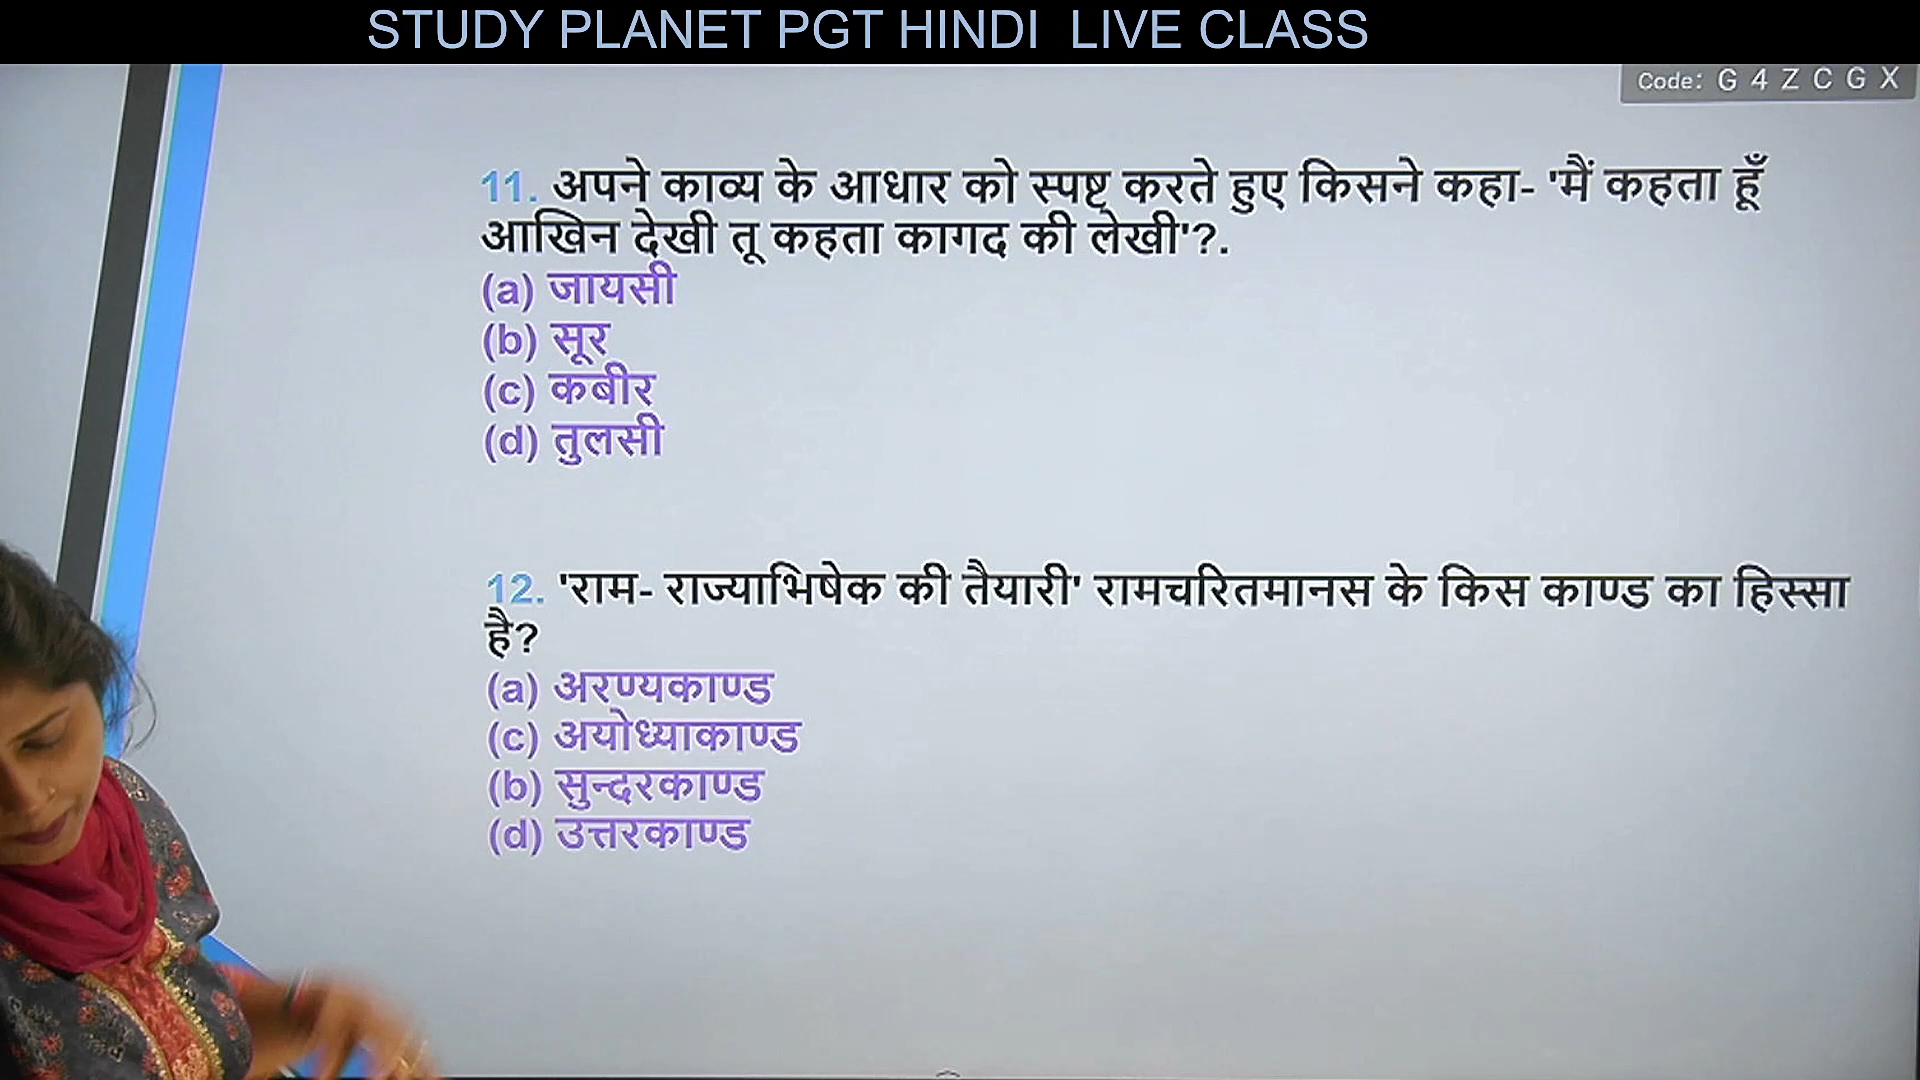 STUDY PLANET PGT HINDI LIVE CLASS
Code: G 4 Z C G X
11. अपने काव्य के आधार को स्पष्ट करते हुए किसने कहा- 'मैं कहता हूँ
आखिन देखी तू कहता कागद की लेखी'?.
(a) जायसी
(b) सूर
(c) कबीर
(d) तुलसी
12. 'राम- राज्याभिषेक की तैयारी' रामचरितमानस के किस काण्ड का हिस्सा
है?
(a) अरण्यकाण्ड
(c) अयोध्याकाण्ड
(b) सुन्दरकाण्ड
(d) उत्तरकाण्ड